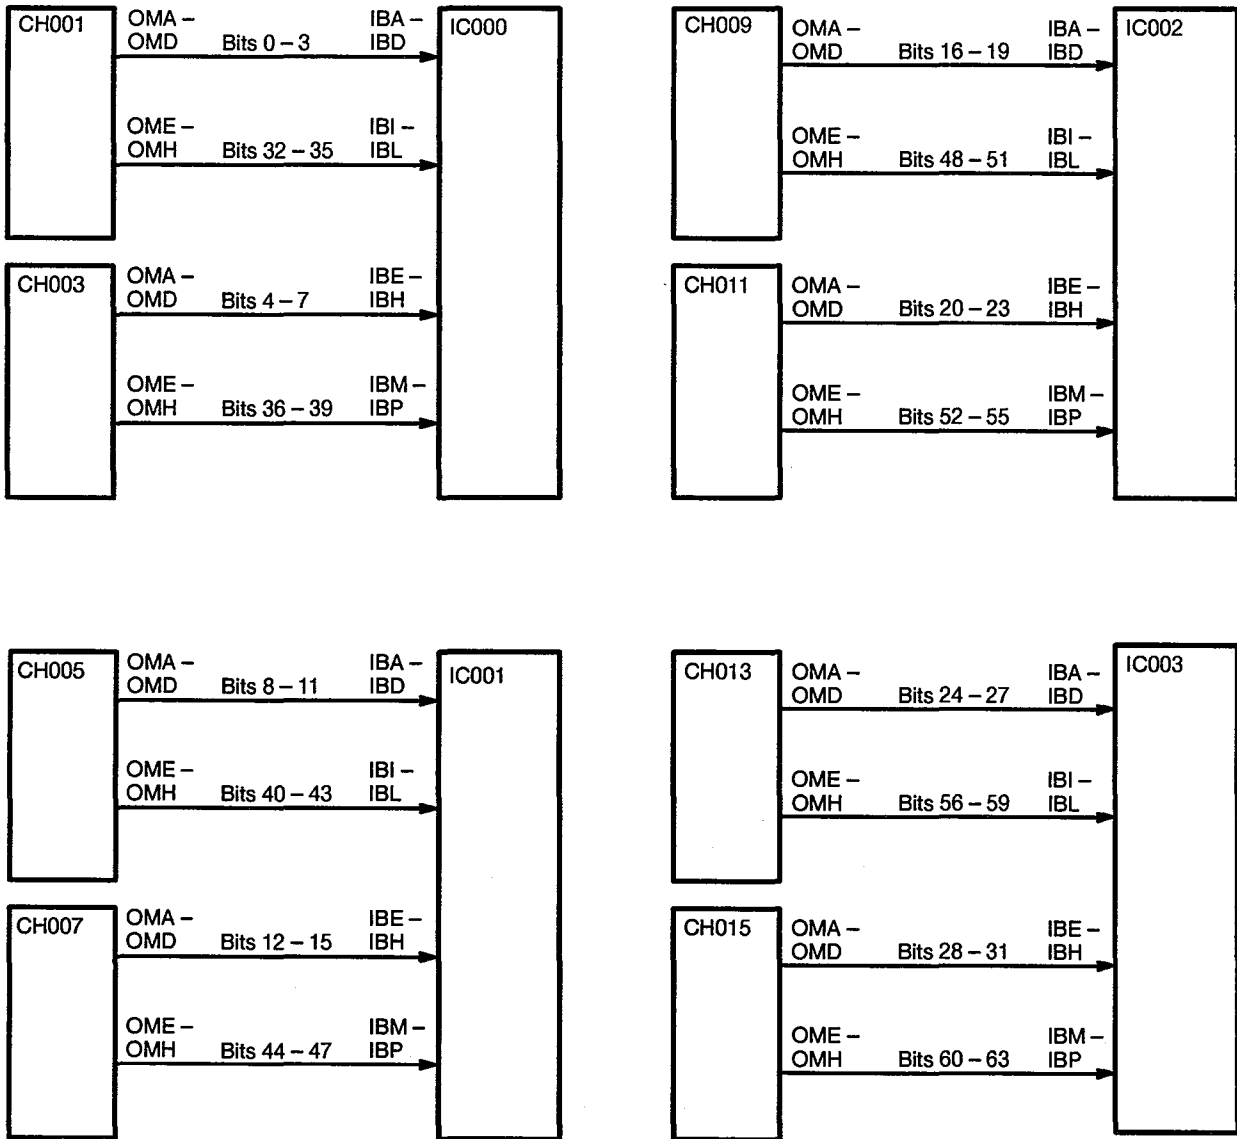 CH001
OMA –
OMD Bits 0 – 3
IBA –
IBD
IC000
OME –
OMH Bits 32 – 35
IBI –
IBL
CH003
OMA –
OMD Bits 4 – 7
IBE –
IBH
OME –
OMH Bits 36 – 39
IBM –
IBP
CH009
OMA –
OMD Bits 16 – 19
IBA –
IBD
IC002
OME –
OMH Bits 48 – 51
IBI –
IBL
CH011
OMA –
OMD Bits 20 – 23
IBE –
IBH
OME –
OMH Bits 52 – 55
IBM –
IBP
CH005
OMA –
OMD Bits 8 – 11
IBA –
IBD
IC001
OME –
OMH Bits 40 – 43
IBI –
IBL
CH007
OMA –
OMD Bits 12 – 15
IBE –
IBH
OME –
OMH Bits 44 – 47
IBM –
IBP
CH013
OMA –
OMD Bits 24 – 27
IBA –
IBD
IC003
OME –
OMH Bits 56 – 59
IBI –
IBL
CH015
OMA –
OMD Bits 28 – 31
IBE –
IBH
OME –
OMH Bits 60 – 63
IBM –
IBP